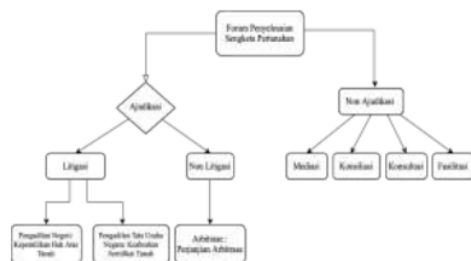 Forum Penyelesaian
Sengketa Pertanahan
Ajudikasi
Non Ajudikasi
Litigasi
Non Litigasi
Mediasi
Konsiliasi
Konsultasi
Fasilitasi
Pengadilan Negeri:
Kepemilikan Hak Atas
Tanah
Pengadilan Tata Usaha
Negara: Keabsahan
Sertifikat Tanah
Arbitrase :
Perjanjian Arbitrase